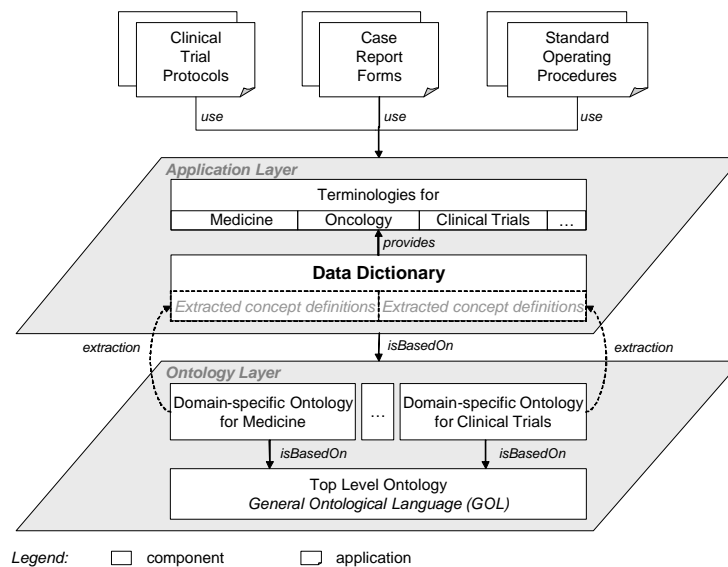 Clinical
Trial
Protocols
Case
Report
Forms
Standard
Operating
Procedures
use
use
use
Application Layer
Terminologies for
Medicine
Oncology
Clinical Trials
...
provides
Data Dictionary
Extracted concept definitions
Extracted concept definitions
extraction
isBasedOn
extraction
Ontology Layer
Domain-specific Ontology
for Medicine
...
Domain-specific Ontology
for Clinical Trials
isBasedOn
isBasedOn
Top Level Ontology
General Ontological Language (GOL)
Legend:
component
application